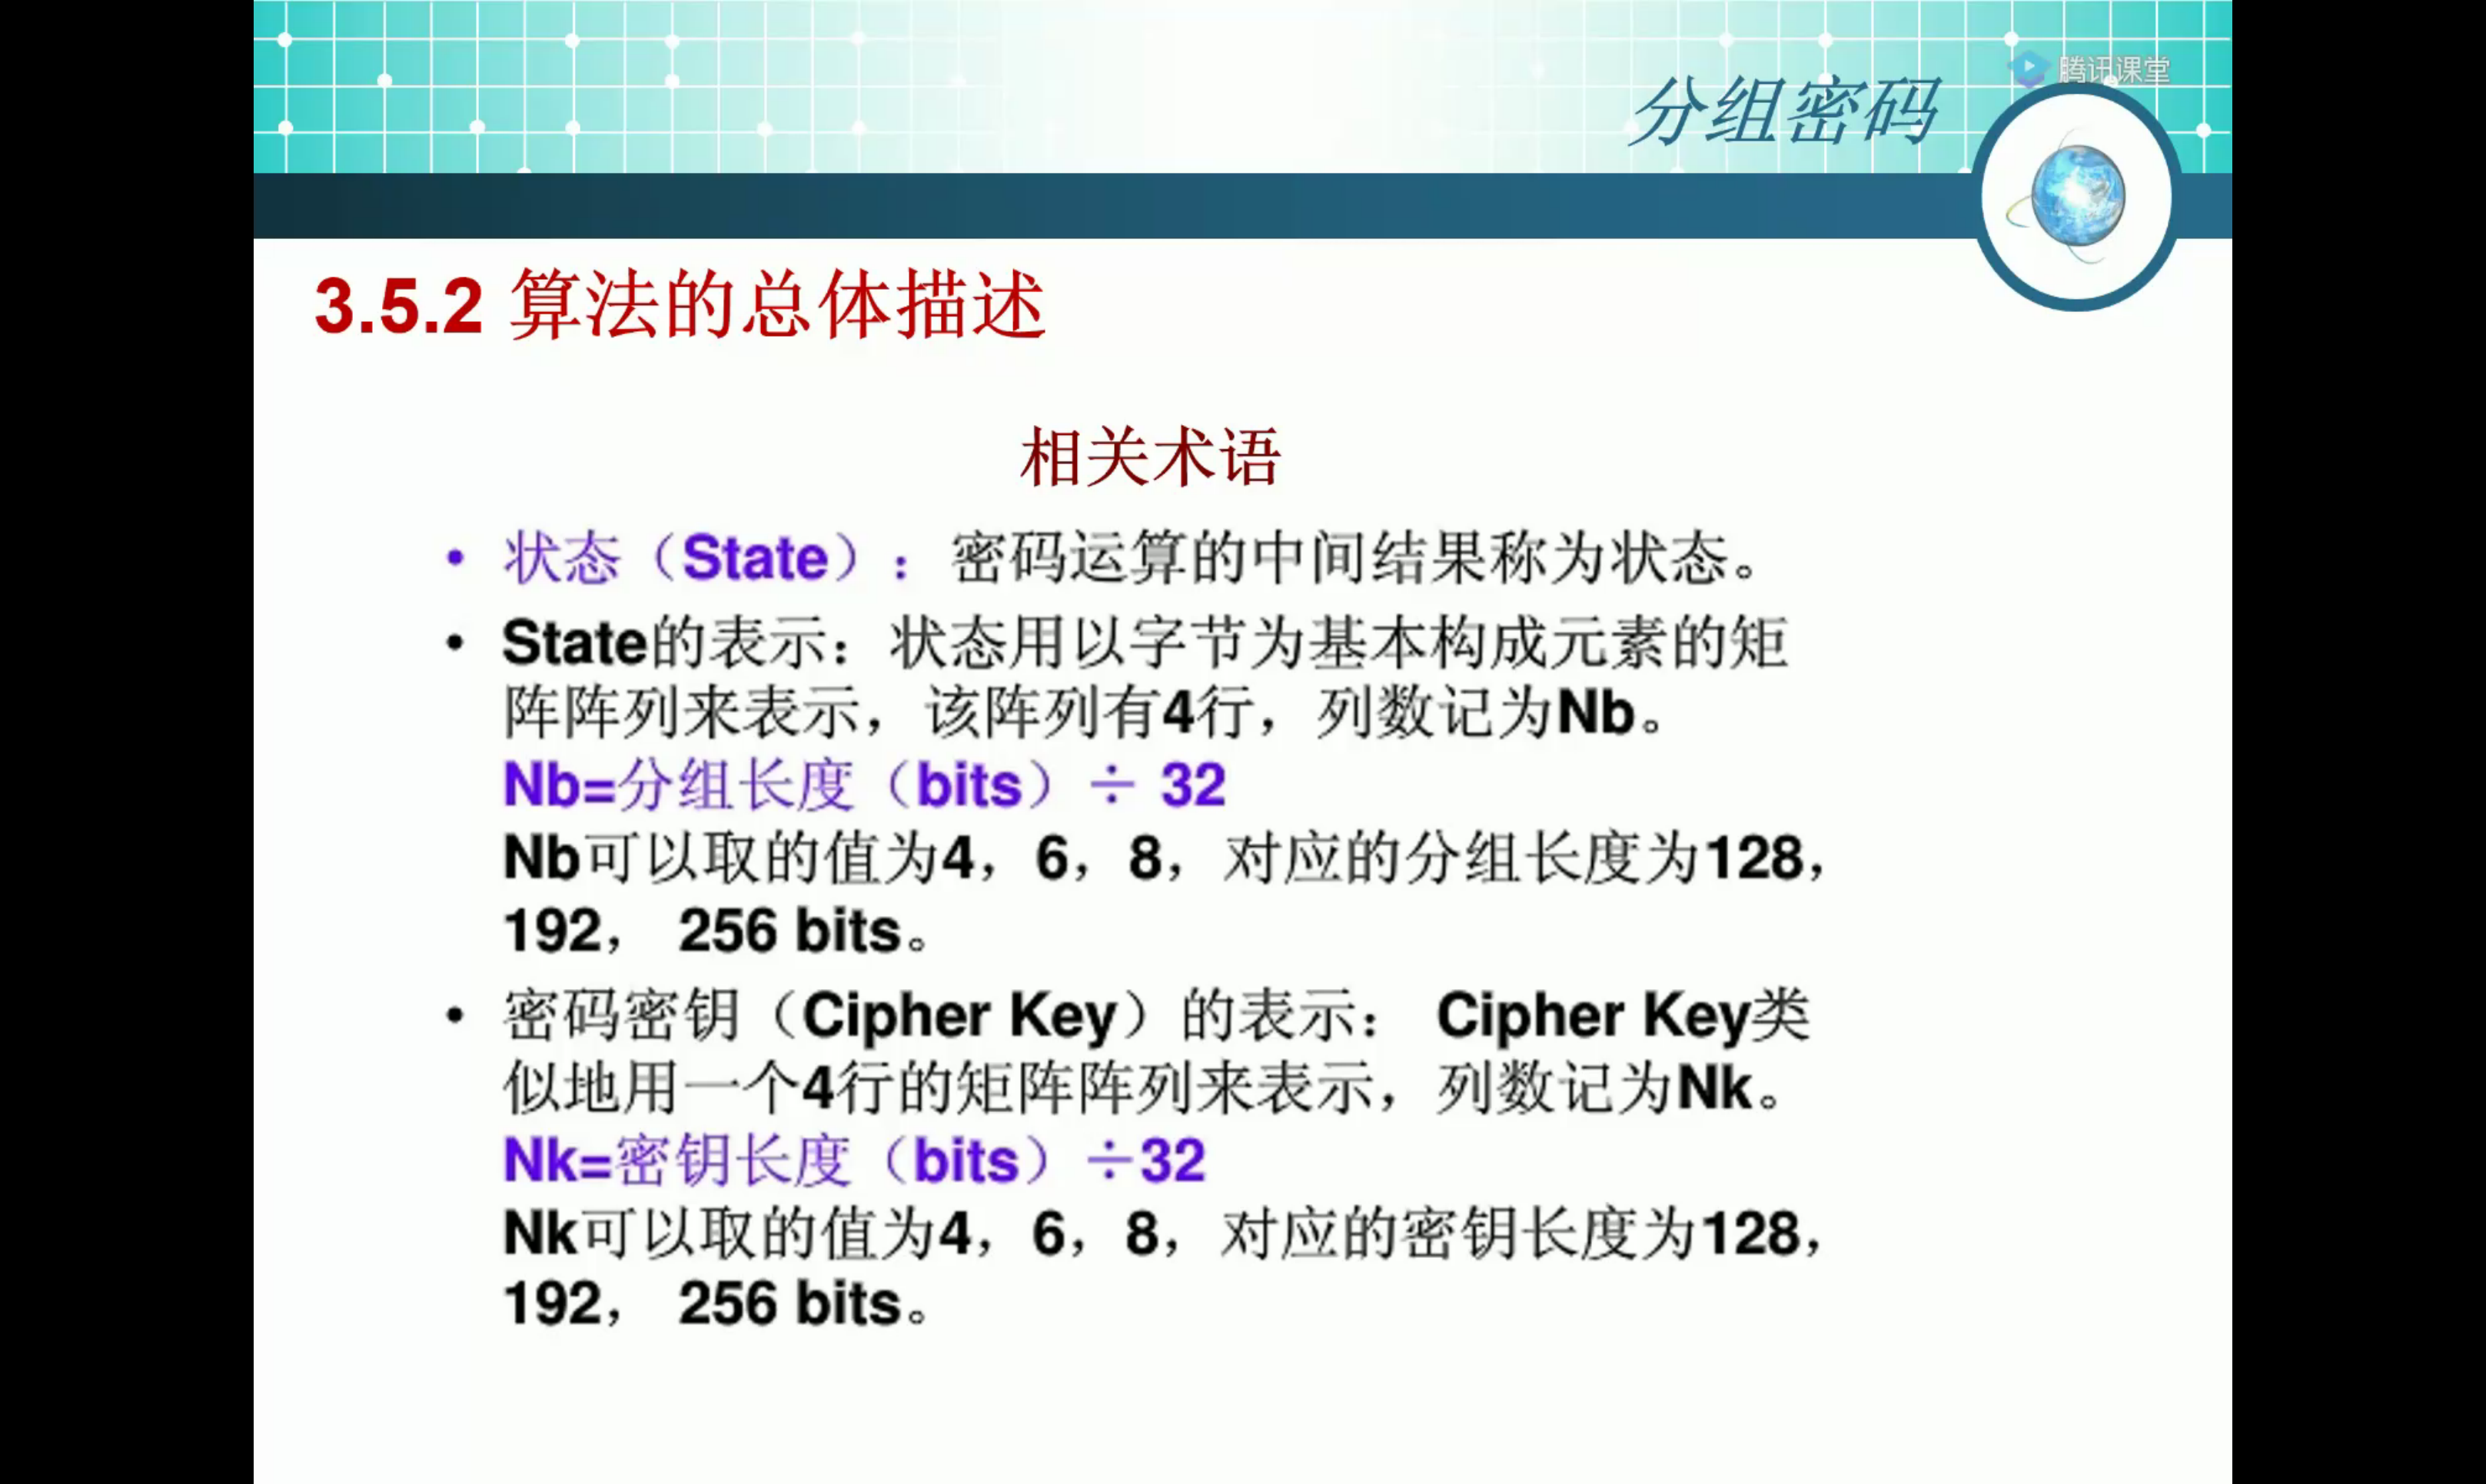 腾讯课堂
分组密码
3.5.2 算法的总体描述
相关术语
• 状态（State）：密码运算的中间结果称为状态。
• State的表示：状态用以字节为基本构成元素的矩
阵阵列来表示，该阵列有4行，列数记为Nb。
Nb=分组长度（bits）÷ 32
Nb可以取的值为4，6，8，对应的分组长度为128，
192， 256 bits。
• 密码密钥（Cipher Key）的表示： Cipher Key类
似地用一个4行的矩阵阵列来表示，列数记为Nk。
Nk=密钥长度（bits）÷32
Nk可以取的值为4，6，8，对应的密钥长度为128，
192， 256 bits。